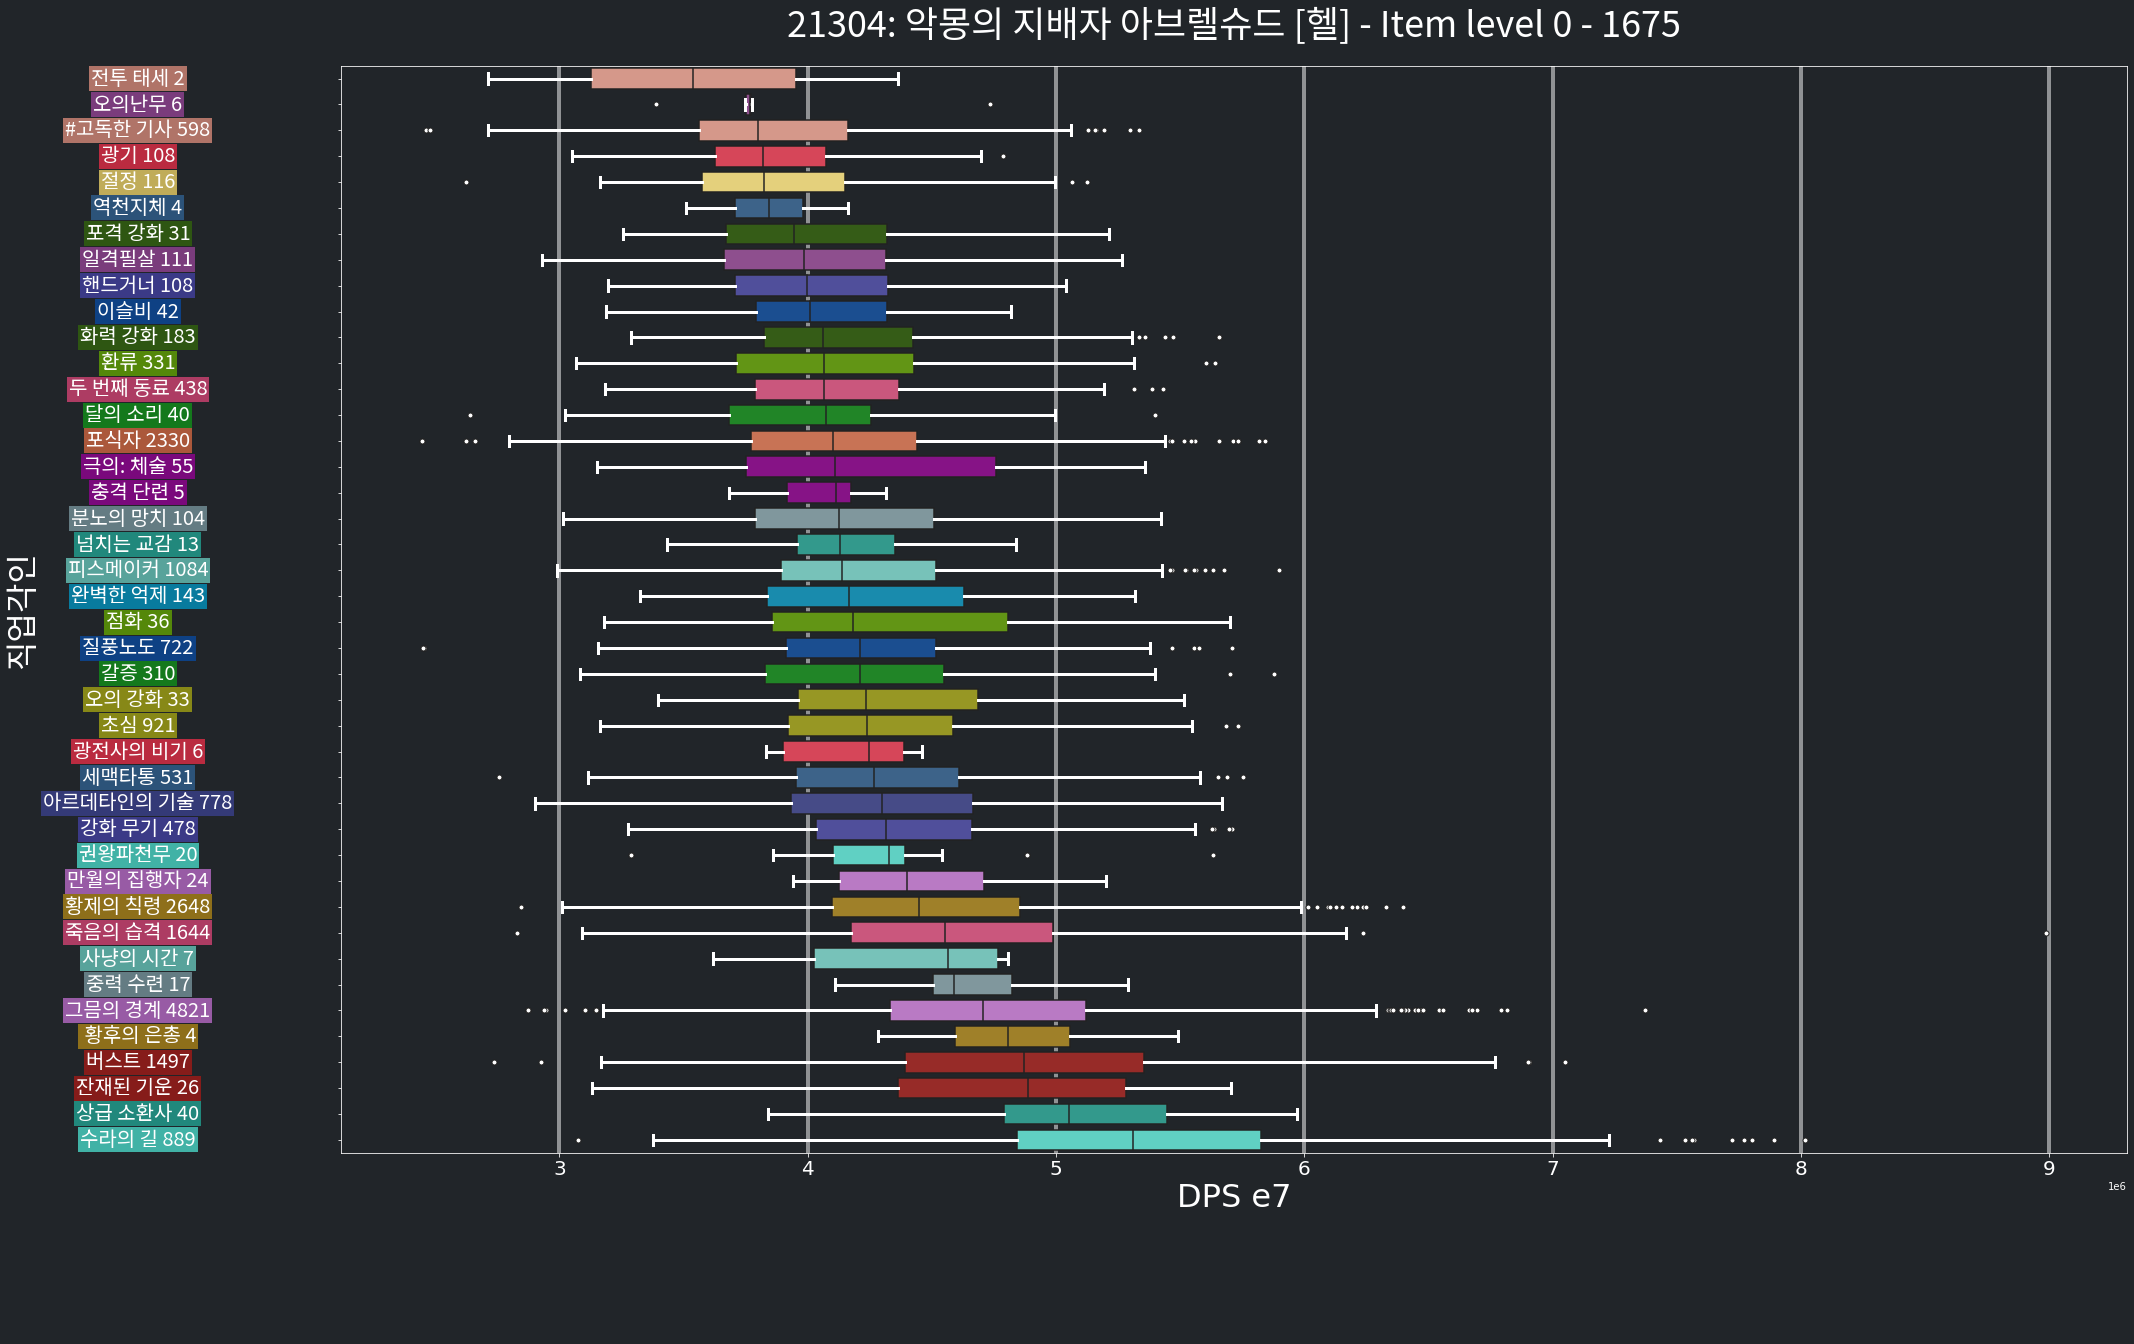 21304: 악몽의 지배자 아브렐슈드 [헬] - Item level 0 - 1675
직업각인
전투 태세 2
오의난무 6
#고독한 기사 598
광기 108
절정 116
역천지체 4
포격 강화 31
일격필살 111
핸드거너 108
이슬비 42
화력 강화 183
환류 331
두 번째 동료 438
달의 소리 40
포식자 2330
극의: 체술 55
충격 단련 5
분노의 망치 104
넘치는 교감 13
피스메이커 1084
완벽한 억제 143
점화 36
질풍노도 722
갈증 310
오의 강화 33
초심 921
광전사의 비기 6
세맥타통 531
아르데타인의 기술 778
강화 무기 478
권왕파천무 20
만월의 집행자 24
황제의 칙령 2648
죽음의 습격 1644
사냥의 시간 7
중력 수련 17
그믐의 경계 4821
황후의 은총 4
버스트 1497
잔재된 기운 26
상급 소환사 40
수라의 길 889
3 4 5 6 7 8 9
DPS e7
1e6